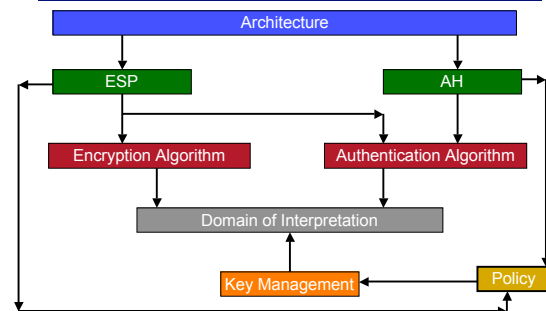 Architecture
ESP
AH
Encryption Algorithm
Authentication Algorithm
Domain of Interpretation
Key Management
Policy